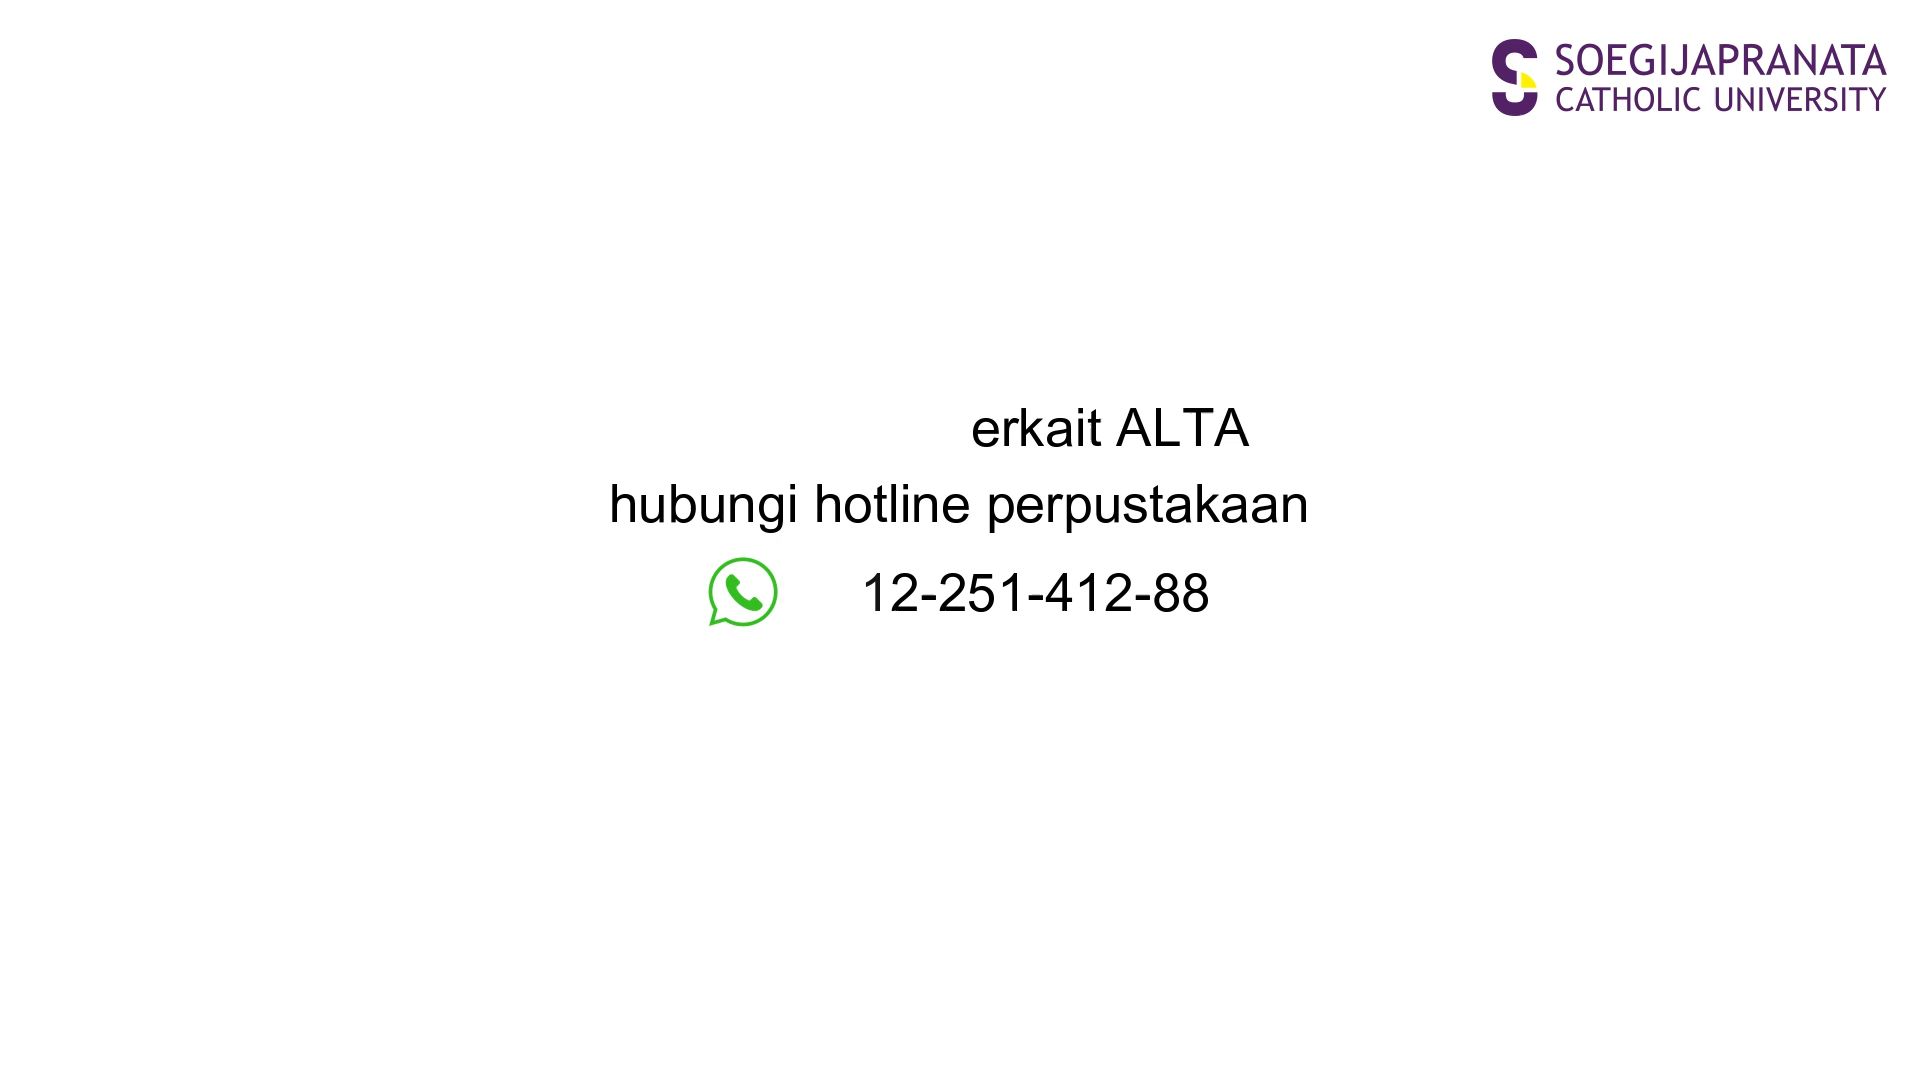 SOEGIJAPRANATA
CATHOLIC UNIVERSITY
erkait ALTA
hubungi hotline perpustakaan
12-251-412-88